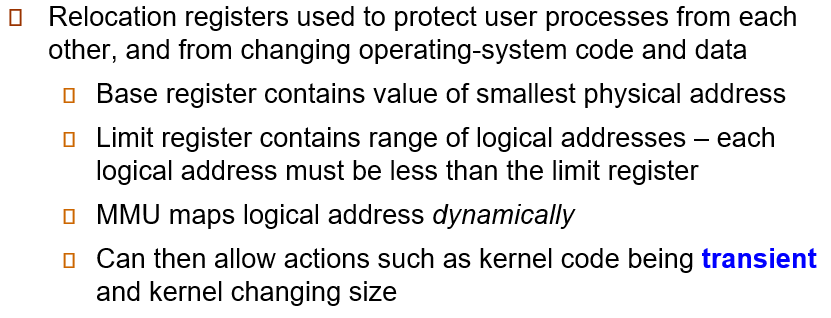 Relocation registers used to protect user processes from each
other, and from changing operating-system code and data
Base register contains value of smallest physical address
Limit register contains range of logical addresses – each
logical address must be less than the limit register
MMU maps logical address dynamically
Can then allow actions such as kernel code being transient
and kernel changing size